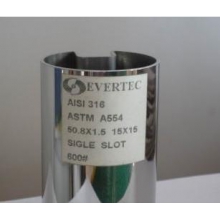 EVERTEC
AISI 316
ASTM A554
50.8X1.5 15X15
SIGLE SLOT
600#